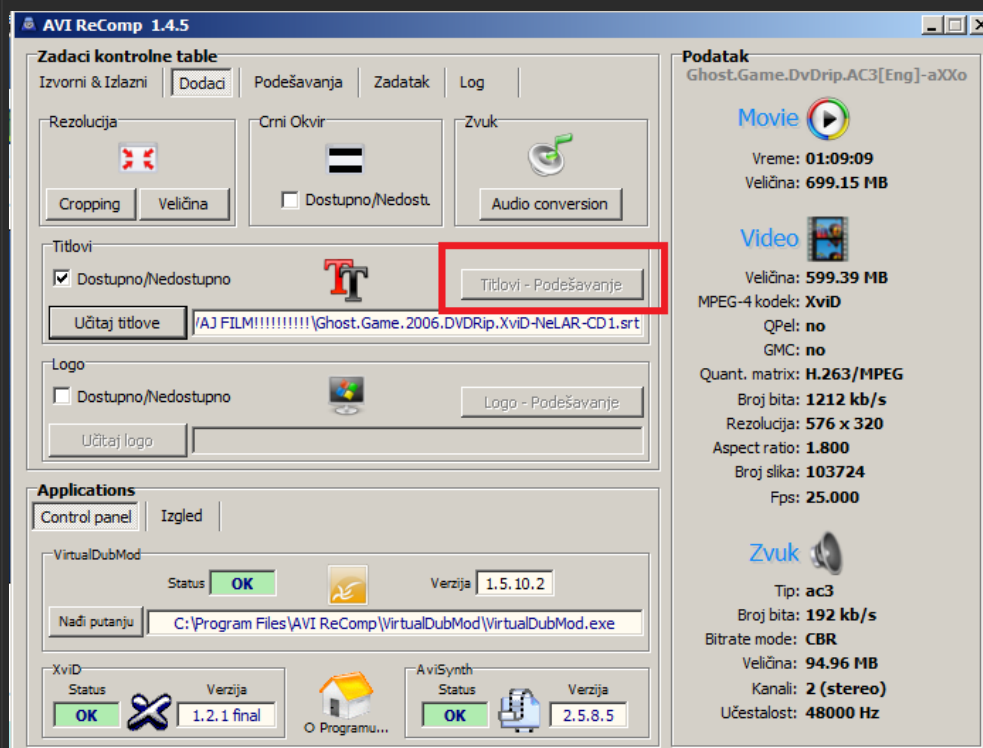 AVI ReComp 1.4.5
Zadaci kontrolne table
Izvorni & Izlazni Dodaci Podešavanja Zadatak Log
Rezolucija
Cropping Veličina
Crni Okvir
Dostupno/Nedostu
Zvuk
Audio conversion
Titlovi
Dostupno/Nedostupno
TT
Titlovi - Podešavanje
Učitaj titlove
/AJ FILM!!!!!!!!!!\Ghost.Game.2006.DVDRip.XviD-NeLAR-CD1.srt
Logo
Dostupno/Nedostupno
Logo - Podešavanje
Učitaj logo
Applications
Control panel Izgled
VirtualDubMod
Status OK Verzija 1.5.10.2
Nađi putanju C:\Program Files\AVI ReComp\VirtualDubMod\VirtualDubMod.exe
XviD
Status Verzija
OK 1.2.1 final
O Programu...
AviSynth
Status Verzija
OK 2.5.8.5
Podatak
Ghost.Game.DvDrip.AC3[Eng]-aXXo
Movie
Vreme: 01:09:09
Veličina: 699.15 MB
Video
Veličina: 599.39 MB
MPEG-4 kodek: XviD
QPel: no
GMC: no
Quant. matrix: H.263/MPEG
Broj bita: 1212 kb/s
Rezolucija: 576 x 320
Aspect ratio: 1.800
Broj slika: 103724
Fps: 25.000
Zvuk
Tip: ac3
Broj bita: 192 kb/s
Bitrate mode: CBR
Veličina: 94.96 MB
Kanali: 2 (stereo)
Učestalost: 48000 Hz